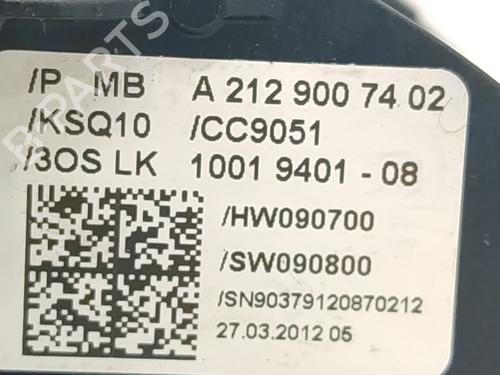 /P MB A 212 900 74 02
/KSQ10 /CC9051
/3OS LK 1001 9401 - 08
/HW090700
/SW090800
/SN90379120870212
27.03.2012 05
B PARTS